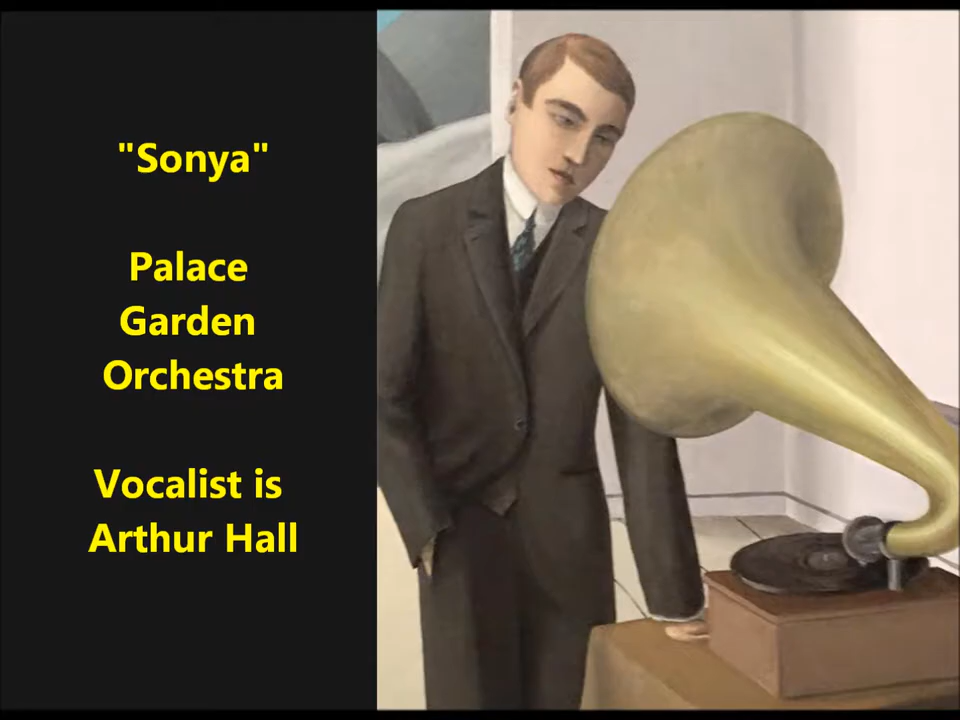 "Sonya"
Palace
Garden
Orchestra
Vocalist is
Arthur Hall